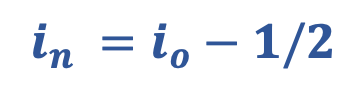 iₙ = iₒ − 1/2